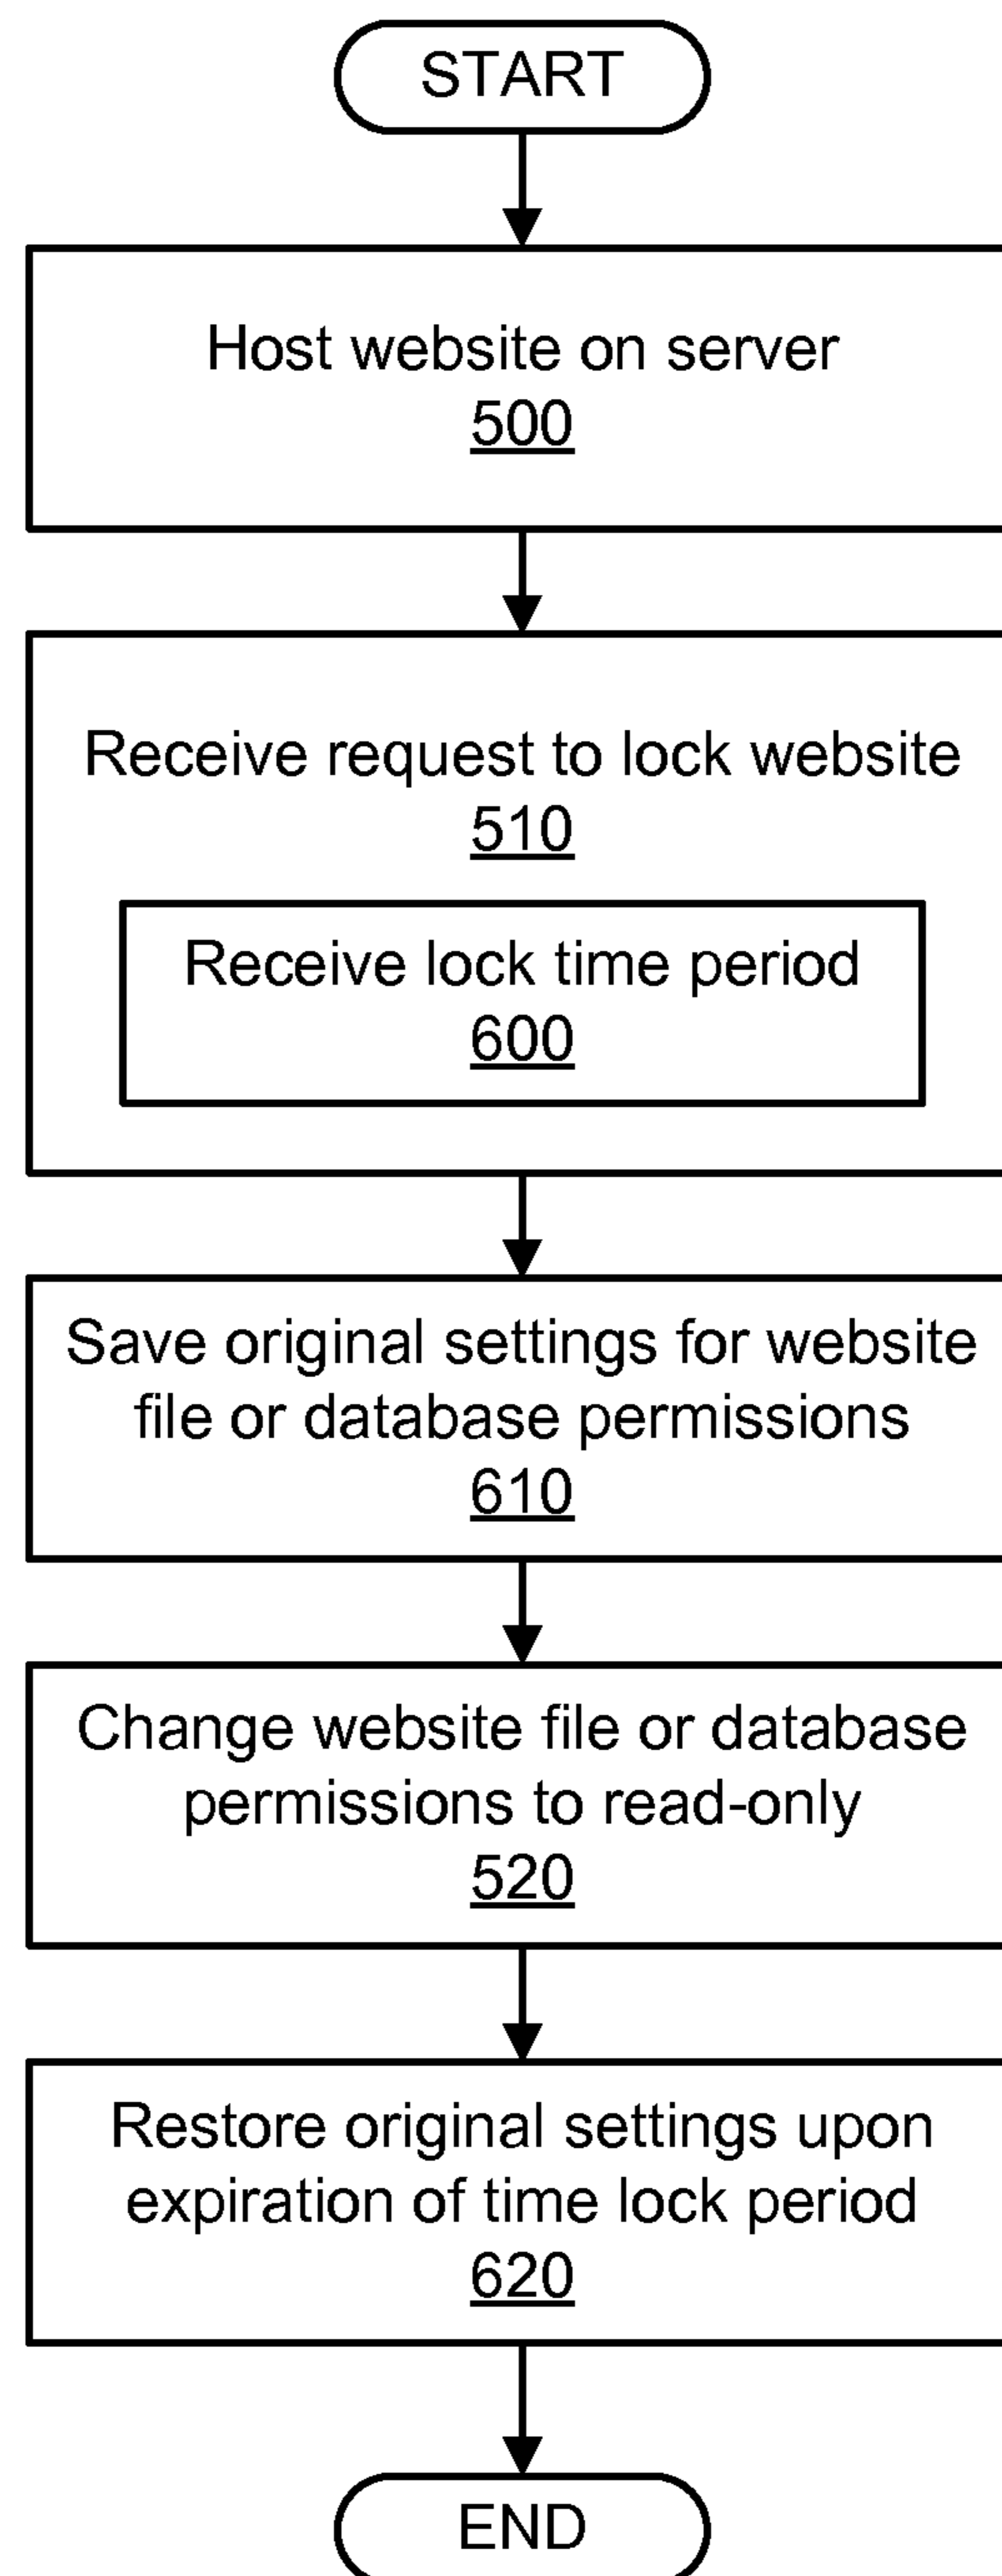 START
Host website on server
500
Receive request to lock website
510
Receive lock time period
600
Save original settings for website
file or database permissions
610
Change website file or database
permissions to read-only
520
Restore original settings upon
expiration of time lock period
620
END